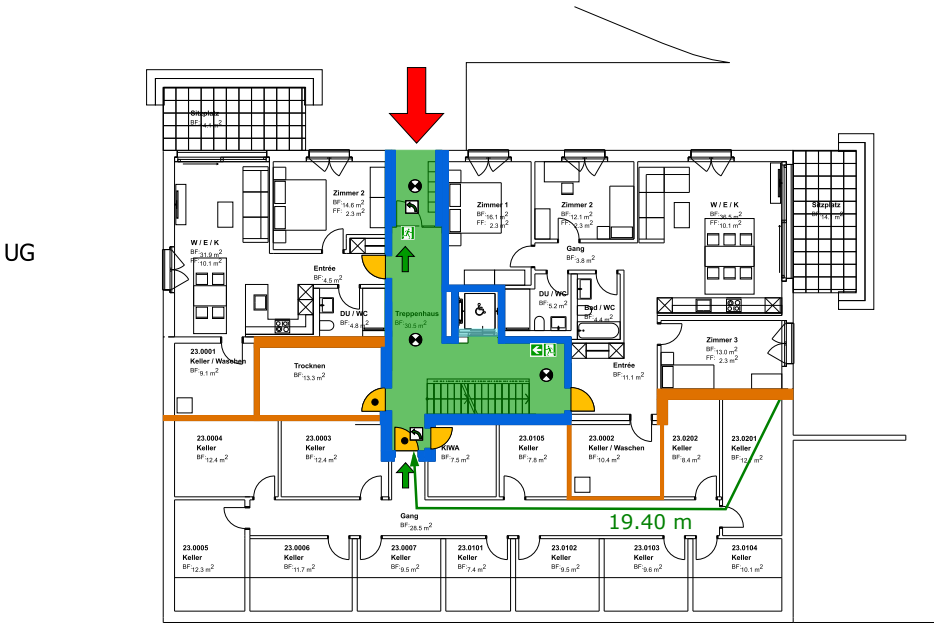 UG
Sitzplatz
Zimmer 2
BF: 14.6 m²
FF: 2.3 m²
Zimmer 1
BF: 16.1 m²
FF: 2.3 m²
Zimmer 2
BF: 12.1 m²
FF: 2.3 m²
W / E / K
BF: 36.5 m²
FF: 10.1 m²
Sitzplatz
W / E / K
BF: 31.9 m²
FF: 10.1 m²
Gang
BF: 3.8 m²
Entrée
BF: 4.5 m²
DU / WC
BF: 4.8 m²
Treppenhaus
BF: 30.5 m²
DU / WC
BF: 5.2 m²
Bad / WC
BF: 4.4 m²
Zimmer 3
BF: 13.0 m²
FF: 2.3 m²
23.0001
Keller / Waschen
BF: 9.1 m²
Trocknen
BF: 13.3 m²
Entrée
BF: 11.1 m²
23.0004
Keller
BF: 12.4 m²
23.0003
Keller
BF: 12.4 m²
KIWA
BF: 7.5 m²
23.0105
Keller
BF: 7.8 m²
23.0002
Keller / Waschen
BF: 10.4 m²
23.0202
Keller
BF: 8.4 m²
23.0201
Keller
Gang
BF: 28.5 m²
19.40 m
23.0005
Keller
BF: 12.3 m²
23.0006
Keller
BF: 11.7 m²
23.0007
Keller
BF: 9.5 m²
23.0101
Keller
BF: 7.4 m²
23.0102
Keller
BF: 9.5 m²
23.0103
Keller
BF: 9.6 m²
23.0104
Keller
BF: 10.1 m²